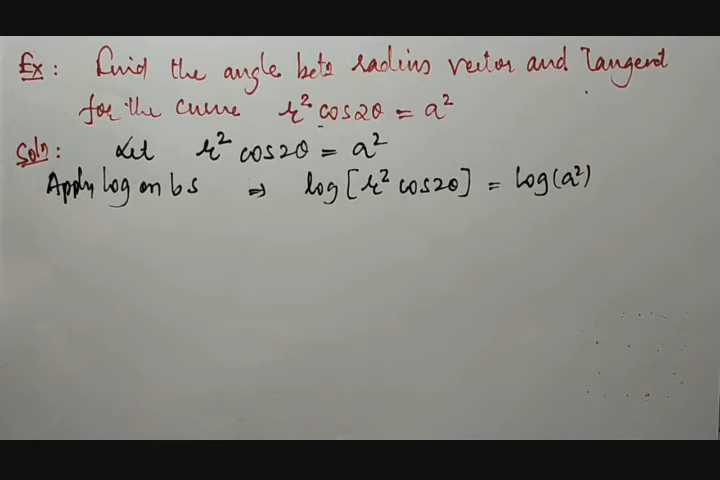 Ex: Find the angle betn radius vector and Tangent
for the curve r² cos2θ = a²
Soln: Let r² cos2θ = a²
Apply log on b s ⇒ log[r² cos2θ] = log(a²)